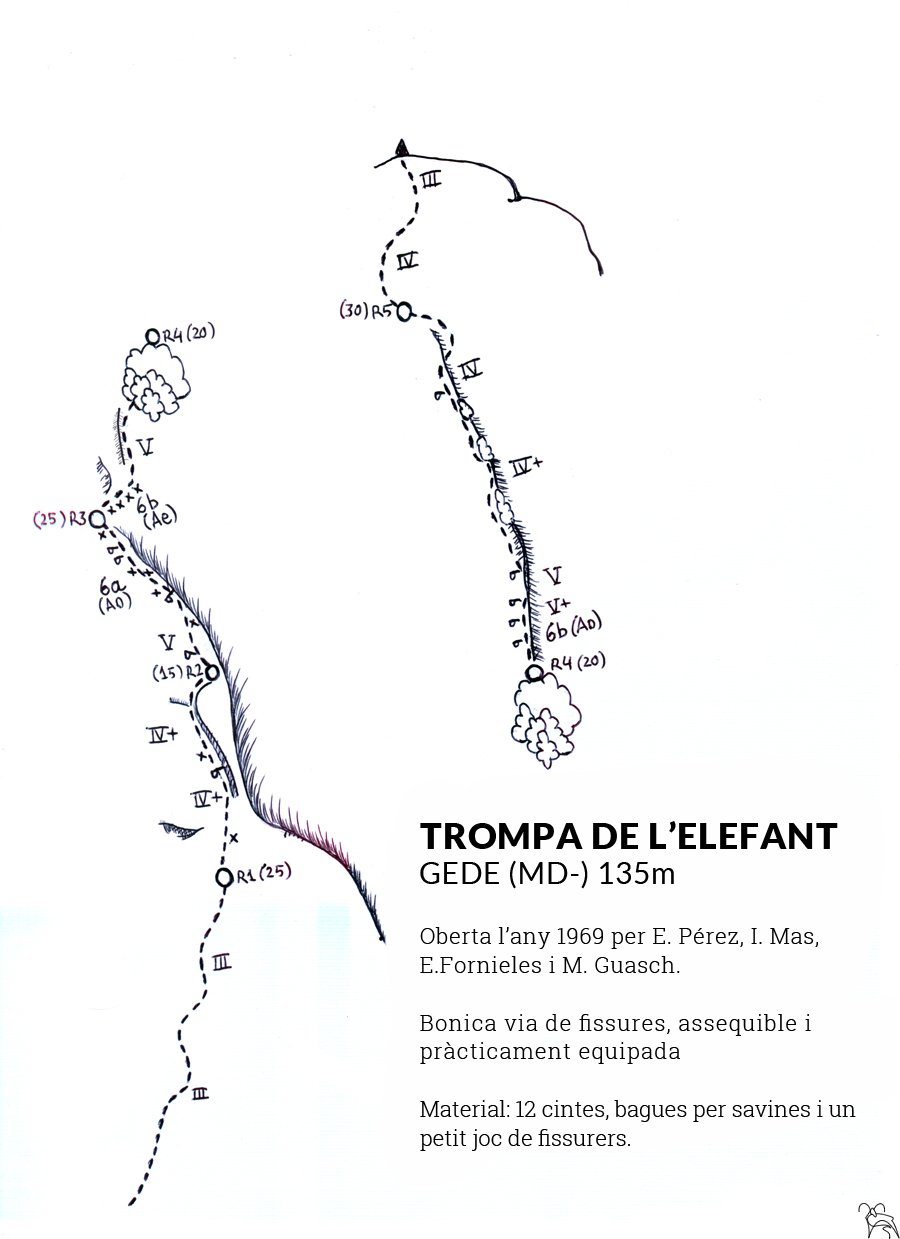 III
IV
(30) R5
R4 (20)
IV
V
IV+
6b
(Ae)
(25) R3
6a
(A0)
V
V+
6b (A0)
V
R4 (20)
(15) R2
IV+
IV+
R1 (25)
III
III
TROMPA DE L’ELEFANT
GEDE (MD-) 135m
Oberta l’any 1969 per E. Pérez, I. Mas,
E.Fornieles i M. Guasch.
Bonica via de fissures, assequible i
pràcticament equipada
Material: 12 cintes, bagues per savines i un
petit joc de fissurers.